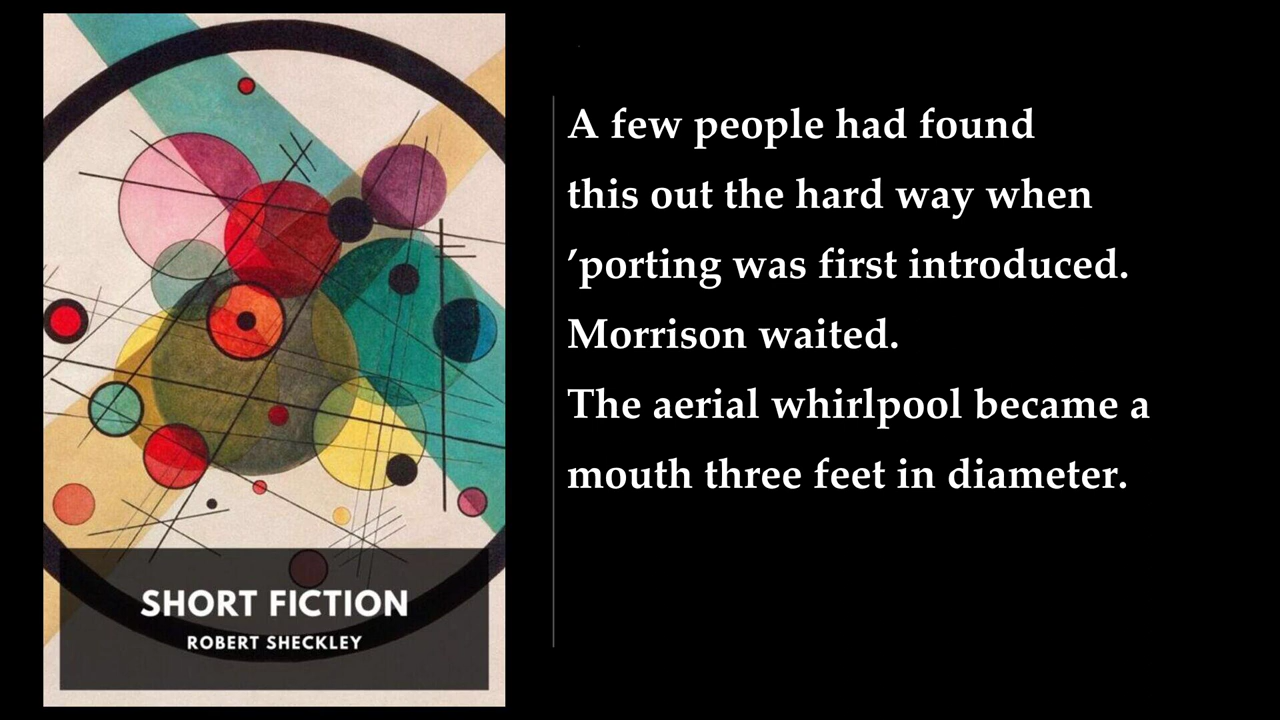 SHORT FICTION
ROBERT SHECKLEY
A few people had found
this out the hard way when
’porting was first introduced.
Morrison waited.
The aerial whirlpool became a
mouth three feet in diameter.